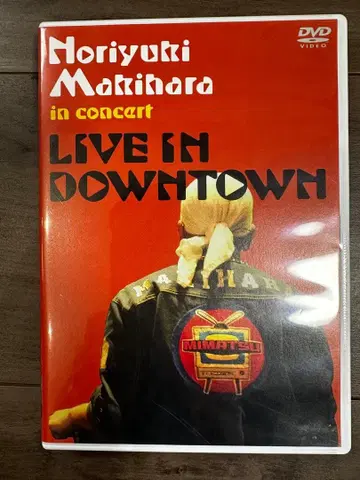 Noriyuki
Makihara
in concert
LIVE IN
DOWNTOWN
DVD
VIDEO
MAKIHARA
MIMATSU